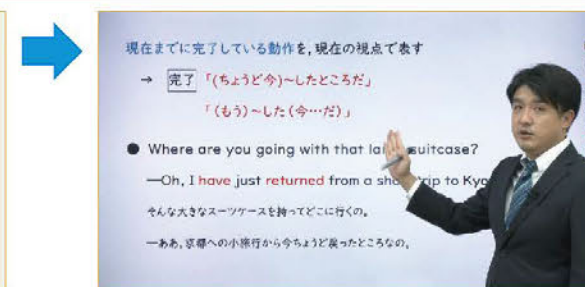 現在までに完了している動作を,現在の視点で表す
→ 完了「(ちょうど今)~したところだ」
「(もう)~した(今…だ)」
● Where are you going with that suitcase?
—Oh, I have just returned from a trip to
そんな大きなスーツケースを持ってどこに行くの。
—ああ,京都への小旅行から今ちょうど戻ったところなの。